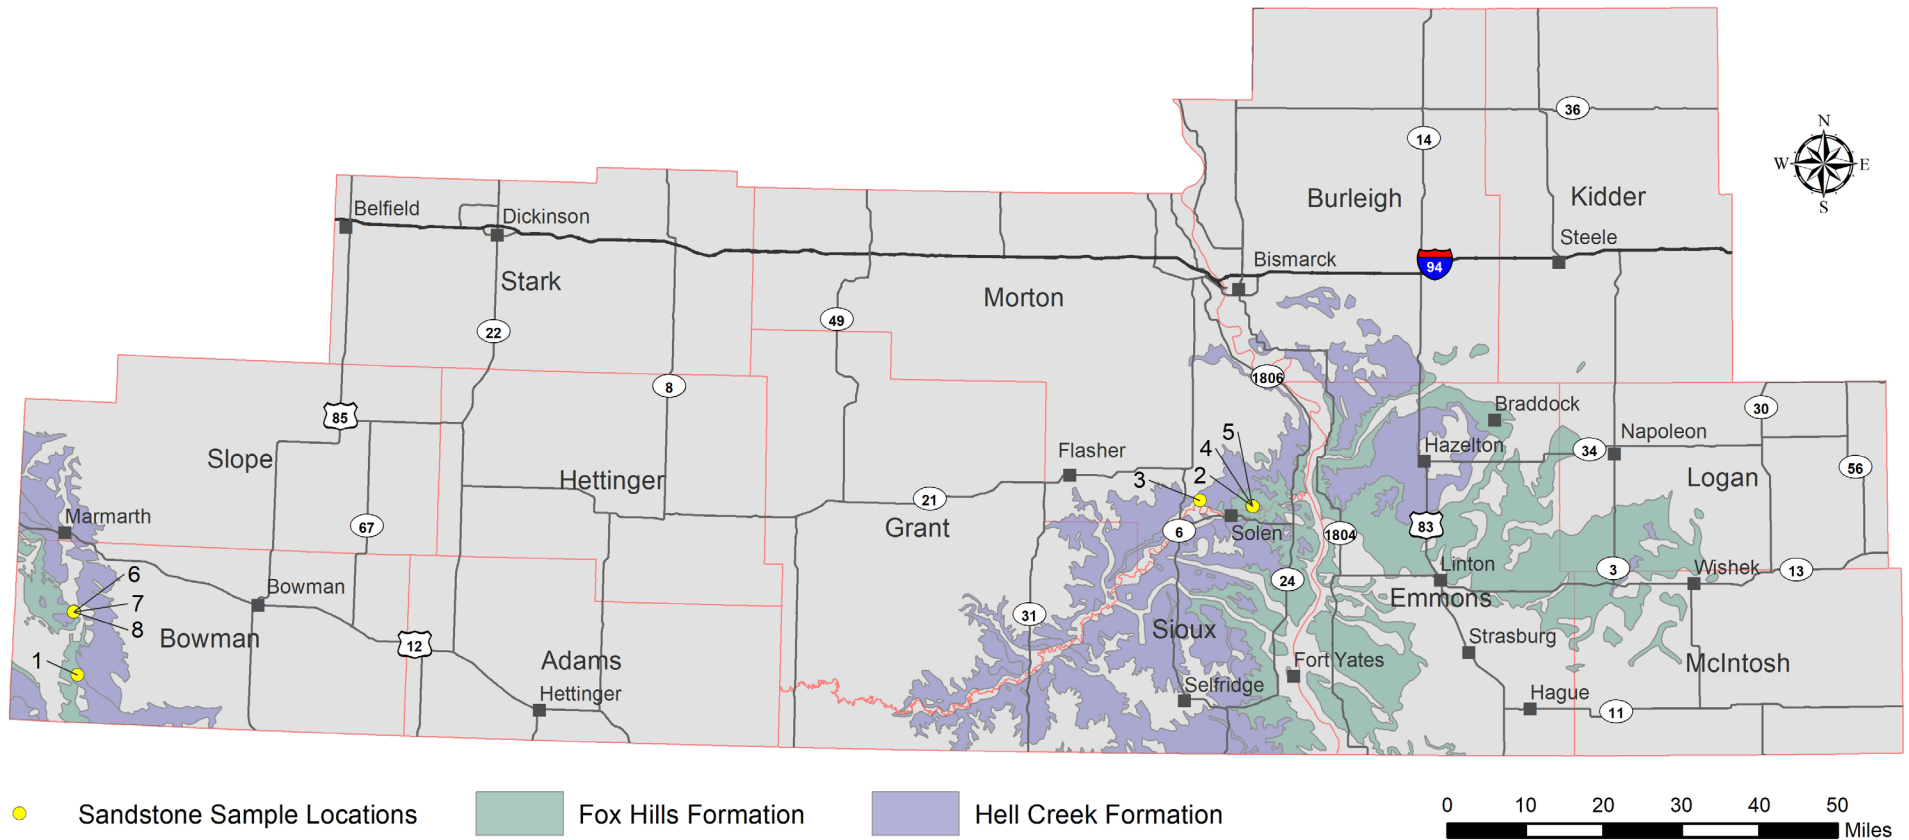 N
W E
S
36
14
Burleigh Kidder
Belfield
Dickinson
Steele
Bismarck
94
Stark
Morton
22
49
8
1806
85
30
Braddock
Napoleon
5
Hazelton
34
4
Flasher
Slope
56
3
2
Logan
Hettinger
21
Marmarth
67
Grant
83
6
Solen
1804
Linton
3
Wishek
13
6
Bowman
24
7
Emmons
8
31
Bowman
Sioux
Strasburg
12
1
Adams
Fort Yates
McIntosh
Hettinger
Selfridge
Hague
11
Sandstone Sample Locations
Fox Hills Formation
Hell Creek Formation
0 10 20 30 40 50
Miles